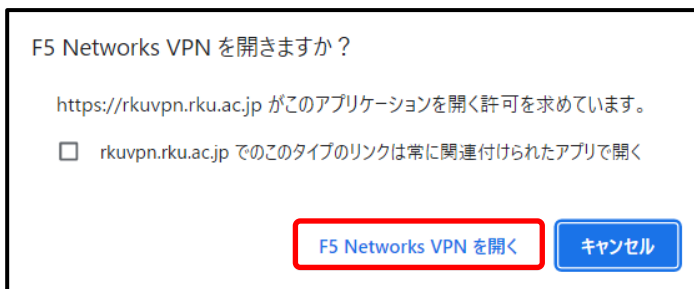 F5 Networks VPN を開きますか？
https://rkuvpn.rku.ac.jp がこのアプリケーションを開く許可を求めています。
rkuvpn.rku.ac.jp でのこのタイプのリンクは常に関連付けられたアプリで開く
F5 Networks VPN を開く
キャンセル